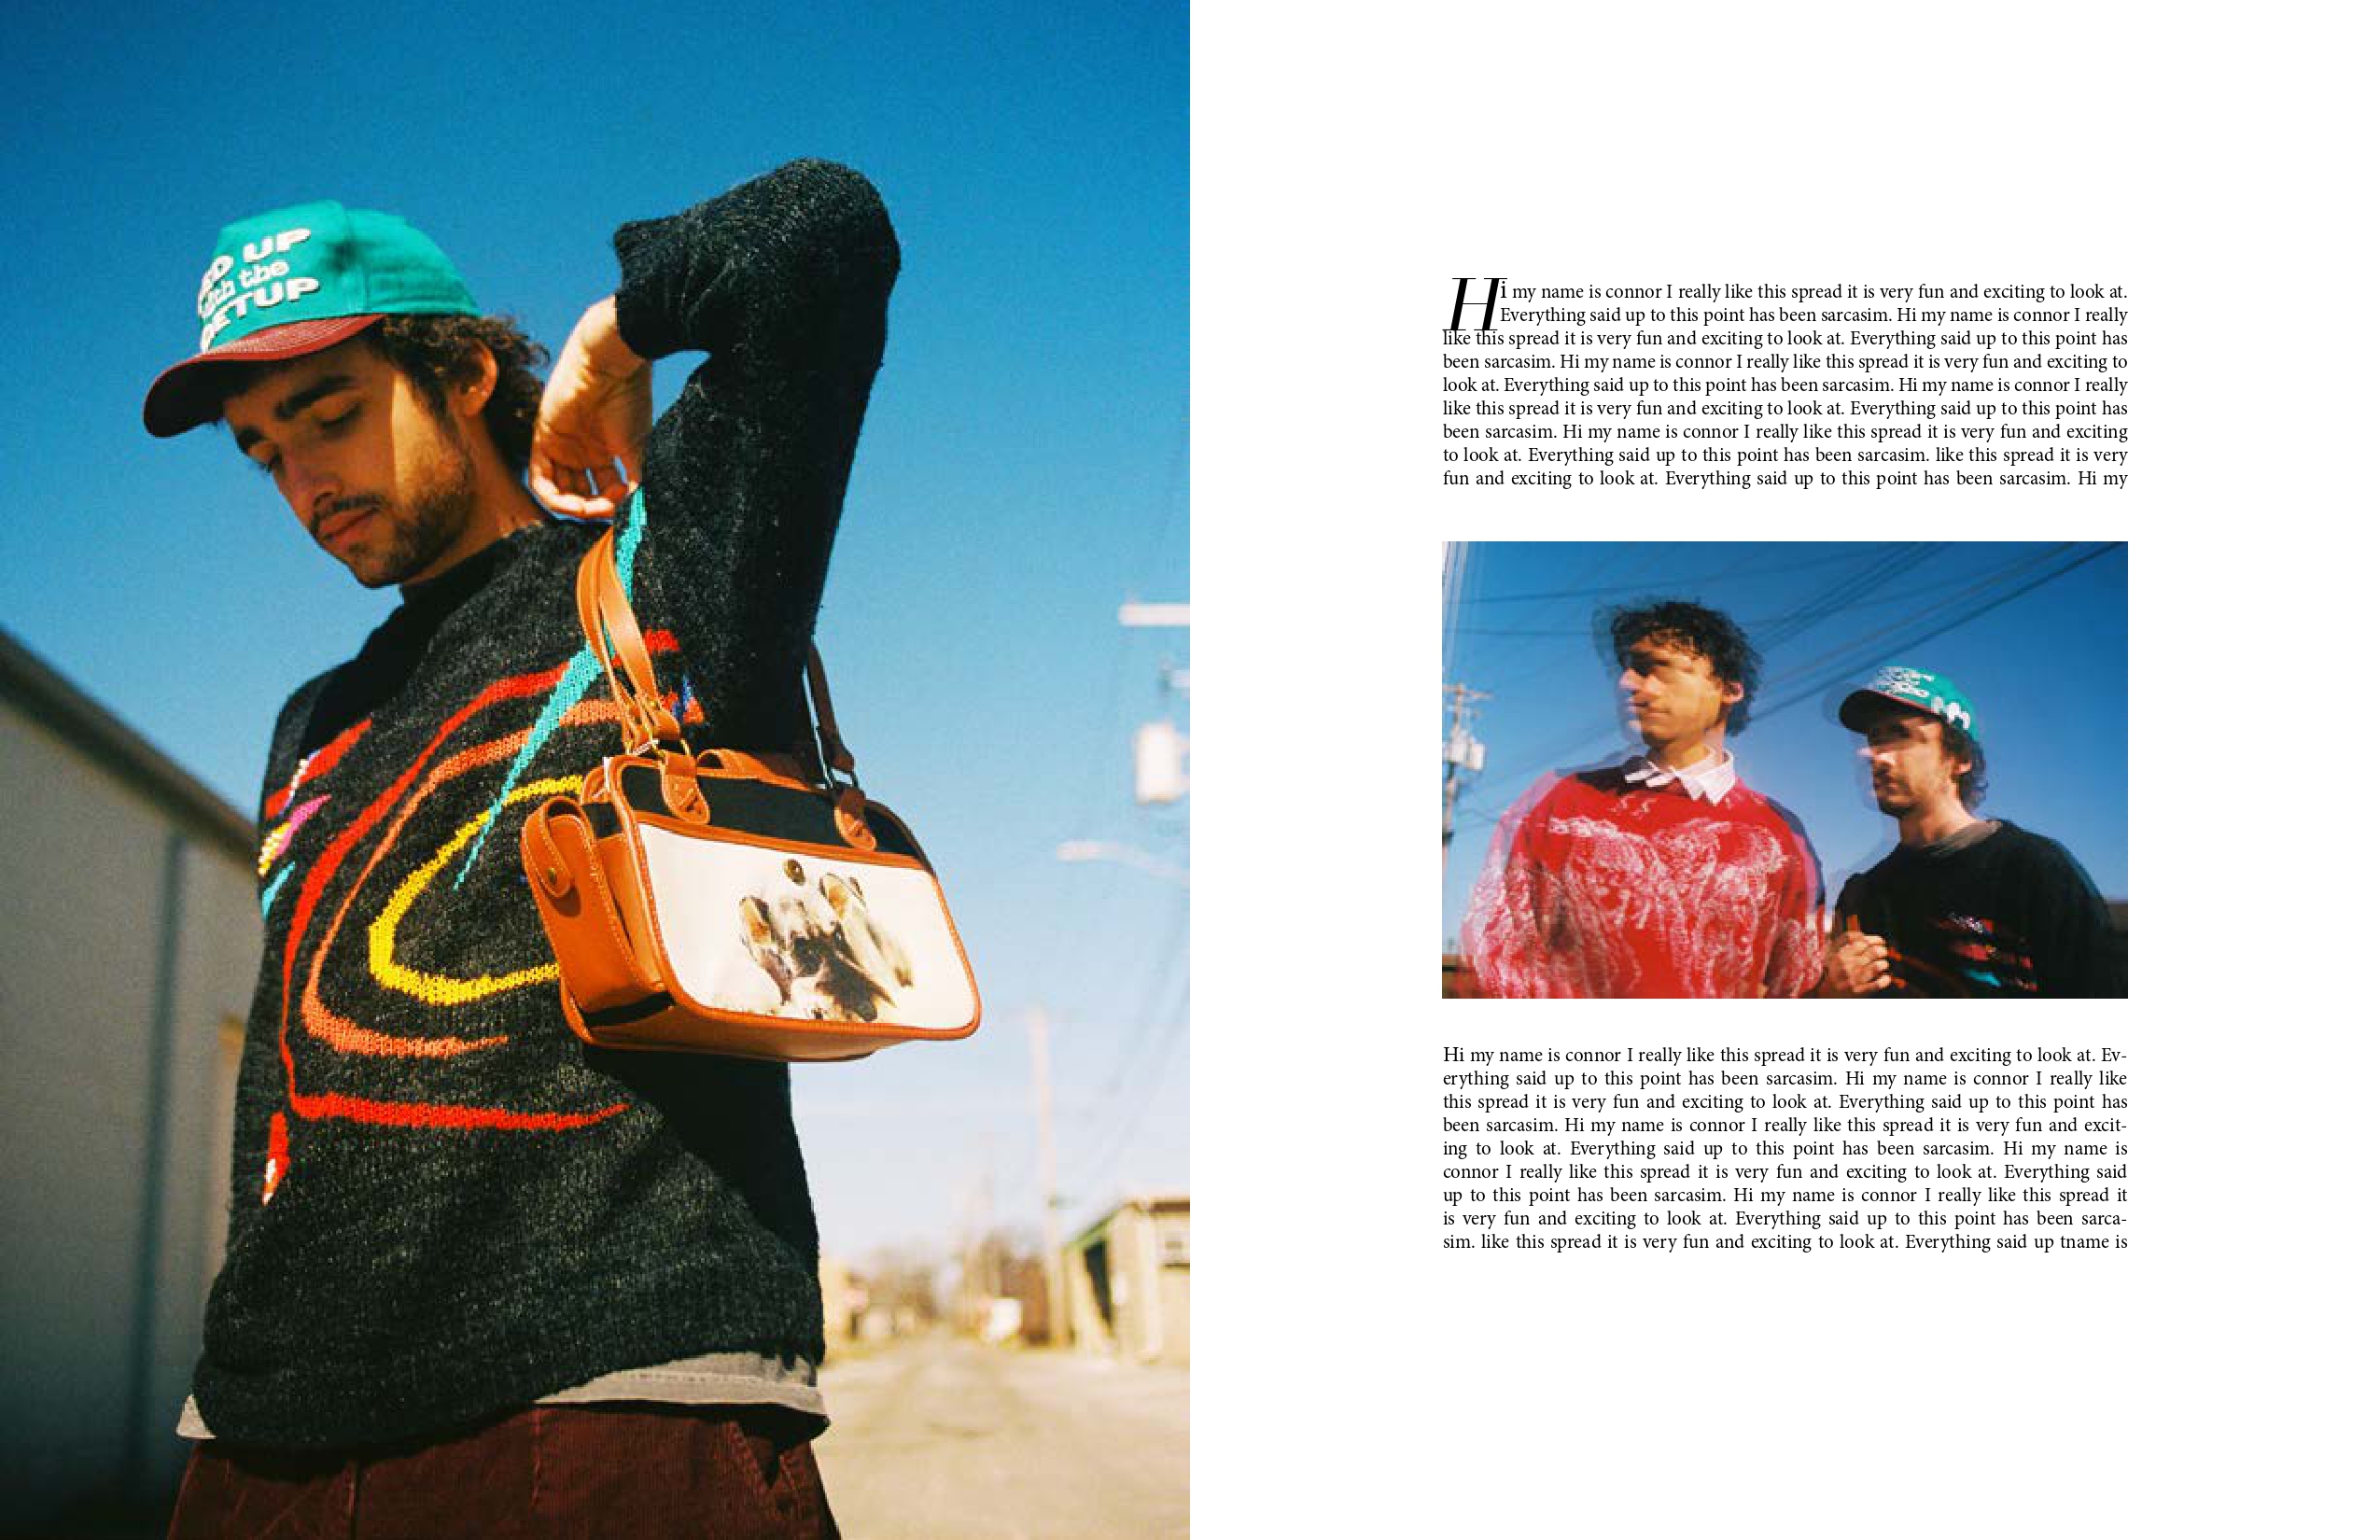 ED UP
ith the
GETUP
Hi my name is connor I really like this spread it is very fun and exciting to look at.
Everything said up to this point has been sarcasim. Hi my name is connor I really
like this spread it is very fun and exciting to look at. Everything said up to this point has
been sarcasim. Hi my name is connor I really like this spread it is very fun and exciting to
look at. Everything said up to this point has been sarcasim. Hi my name is connor I really
like this spread it is very fun and exciting to look at. Everything said up to this point has
been sarcasim. Hi my name is connor I really like this spread it is very fun and exciting
to look at. Everything said up to this point has been sarcasim. like this spread it is very
fun and exciting to look at. Everything said up to this point has been sarcasim. Hi my
Hi my name is connor I really like this spread it is very fun and exciting to look at. Ev-
erything said up to this point has been sarcasim. Hi my name is connor I really like
this spread it is very fun and exciting to look at. Everything said up to this point has
been sarcasim. Hi my name is connor I really like this spread it is very fun and excit-
ing to look at. Everything said up to this point has been sarcasim. Hi my name is
connor I really like this spread it is very fun and exciting to look at. Everything said
up to this point has been sarcasim. Hi my name is connor I really like this spread it
is very fun and exciting to look at. Everything said up to this point has been sarca-
sim. like this spread it is very fun and exciting to look at. Everything said up tname is